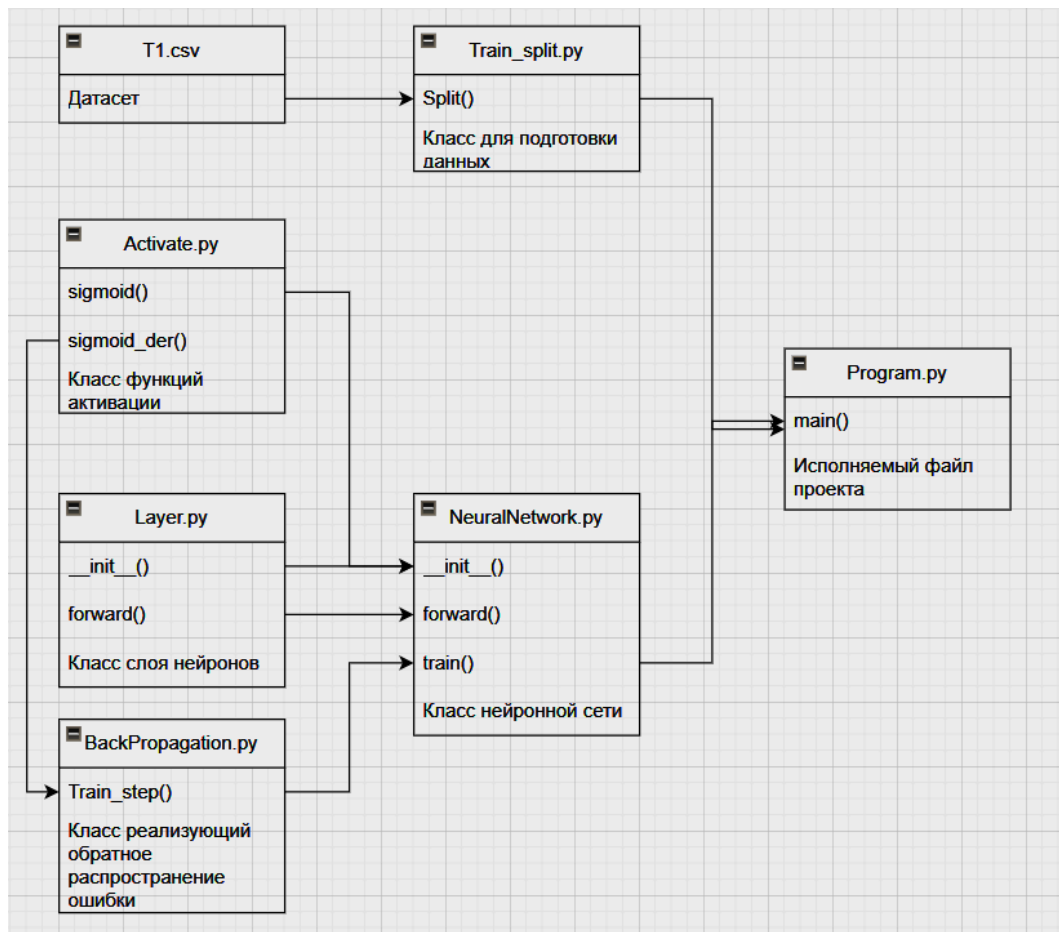 T1.csv
Датасет
Train_split.py
Split()
Класс для подготовки
данных
Activate.py
sigmoid()
sigmoid_der()
Класс функций
активации
Program.py
main()
Исполняемый файл
проекта
Layer.py
__init__()
forward()
Класс слоя нейронов
NeuralNetwork.py
__init__()
forward()
train()
Класс нейронной сети
BackPropagation.py
Train_step()
Класс реализующий
обратное
распространение
ошибки